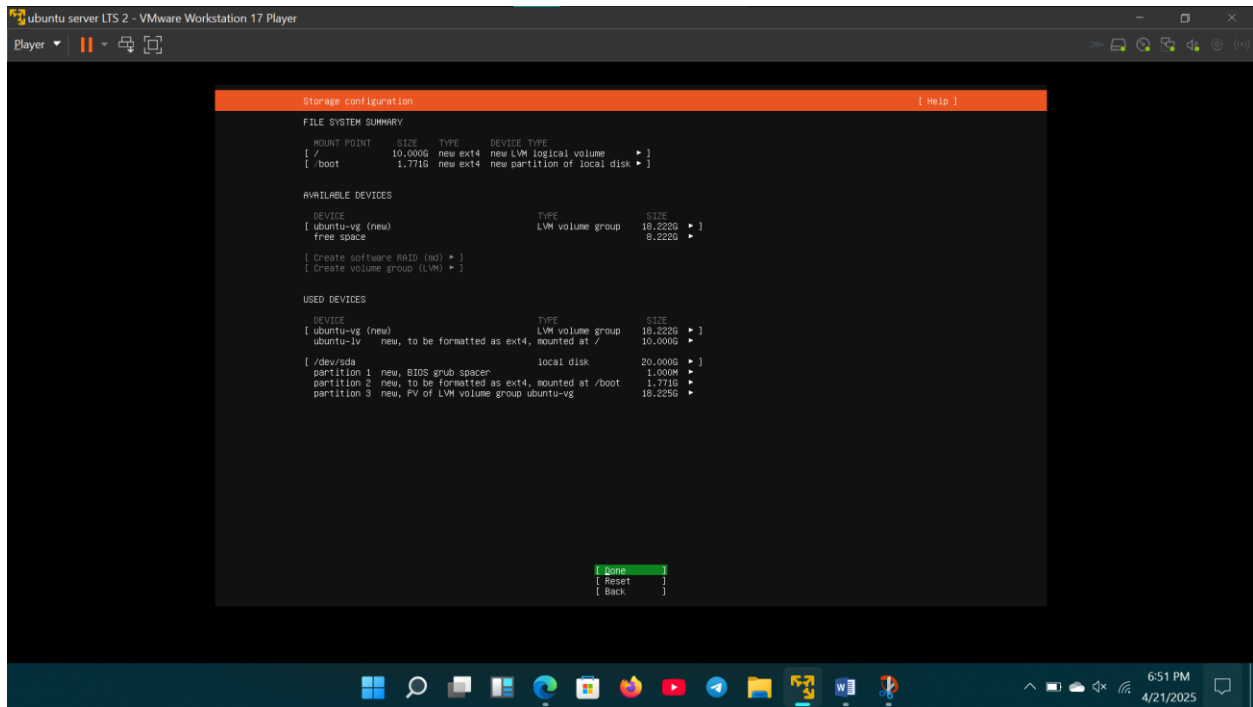 ubuntu server LTS 2 - VMware Workstation 17 Player
Player
Storage configuration [ Help ]
FILE SYSTEM SUMMARY
MOUNT POINT SIZE TYPE DEVICE TYPE
[ / 10.000G new ext4 new LVM logical volume ▸ ]
[ /boot 1.771G new ext4 new partition of local disk ▸ ]
AVAILABLE DEVICES
DEVICE TYPE SIZE
[ ubuntu-vg (new) LVM volume group 18.222G ▸ ]
free space 8.222G ▸
[ Create software RAID (md) ▸ ]
[ Create volume group (LVM) ▸ ]
USED DEVICES
DEVICE TYPE SIZE
[ ubuntu-vg (new) LVM volume group 18.222G ▸ ]
ubuntu-lv new, to be formatted as ext4, mounted at / 10.000G ▸
[ /dev/sda local disk 20.000G ▸ ]
partition 1 new, BIOS grub spacer 1.000M ▸
partition 2 new, to be formatted as ext4, mounted at /boot 1.771G ▸
partition 3 new, PV of LVM volume group ubuntu-vg 18.225G ▸
[ Done ]
[ Reset ]
[ Back ]
6:51 PM
4/21/2025